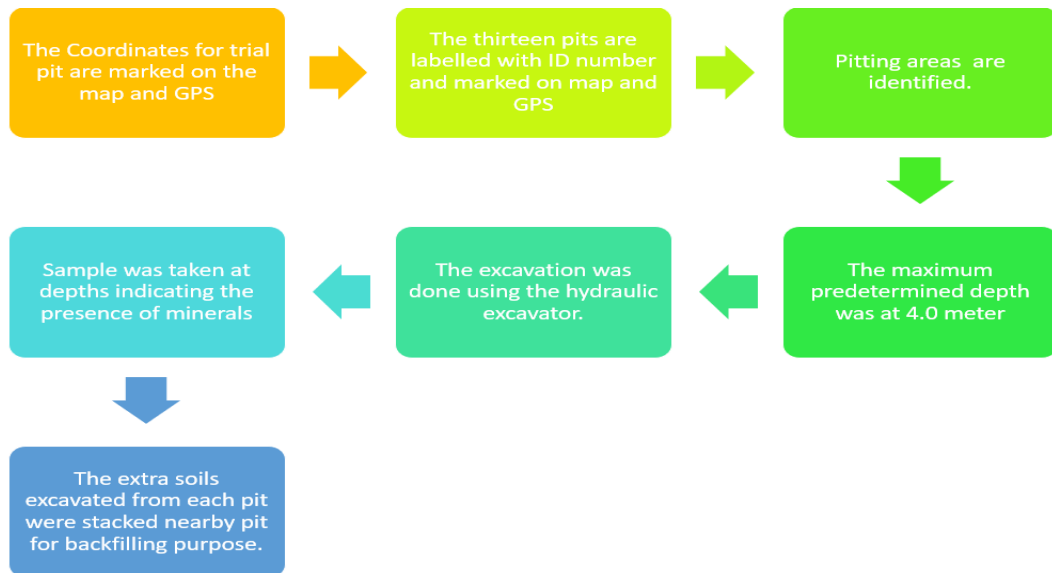 The Coordinates for trial
pit are marked on the
map and GPS
The thirteen pits are
labelled with ID number
and marked on map and
GPS
Pitting areas are
identified.
The maximum
predetermined depth
was at 4.0 meter
The excavation was
done using the hydraulic
excavator.
Sample was taken at
depths indicating the
presence of minerals
The extra soils
excavated from each pit
were stacked nearby pit
for backfilling purpose.